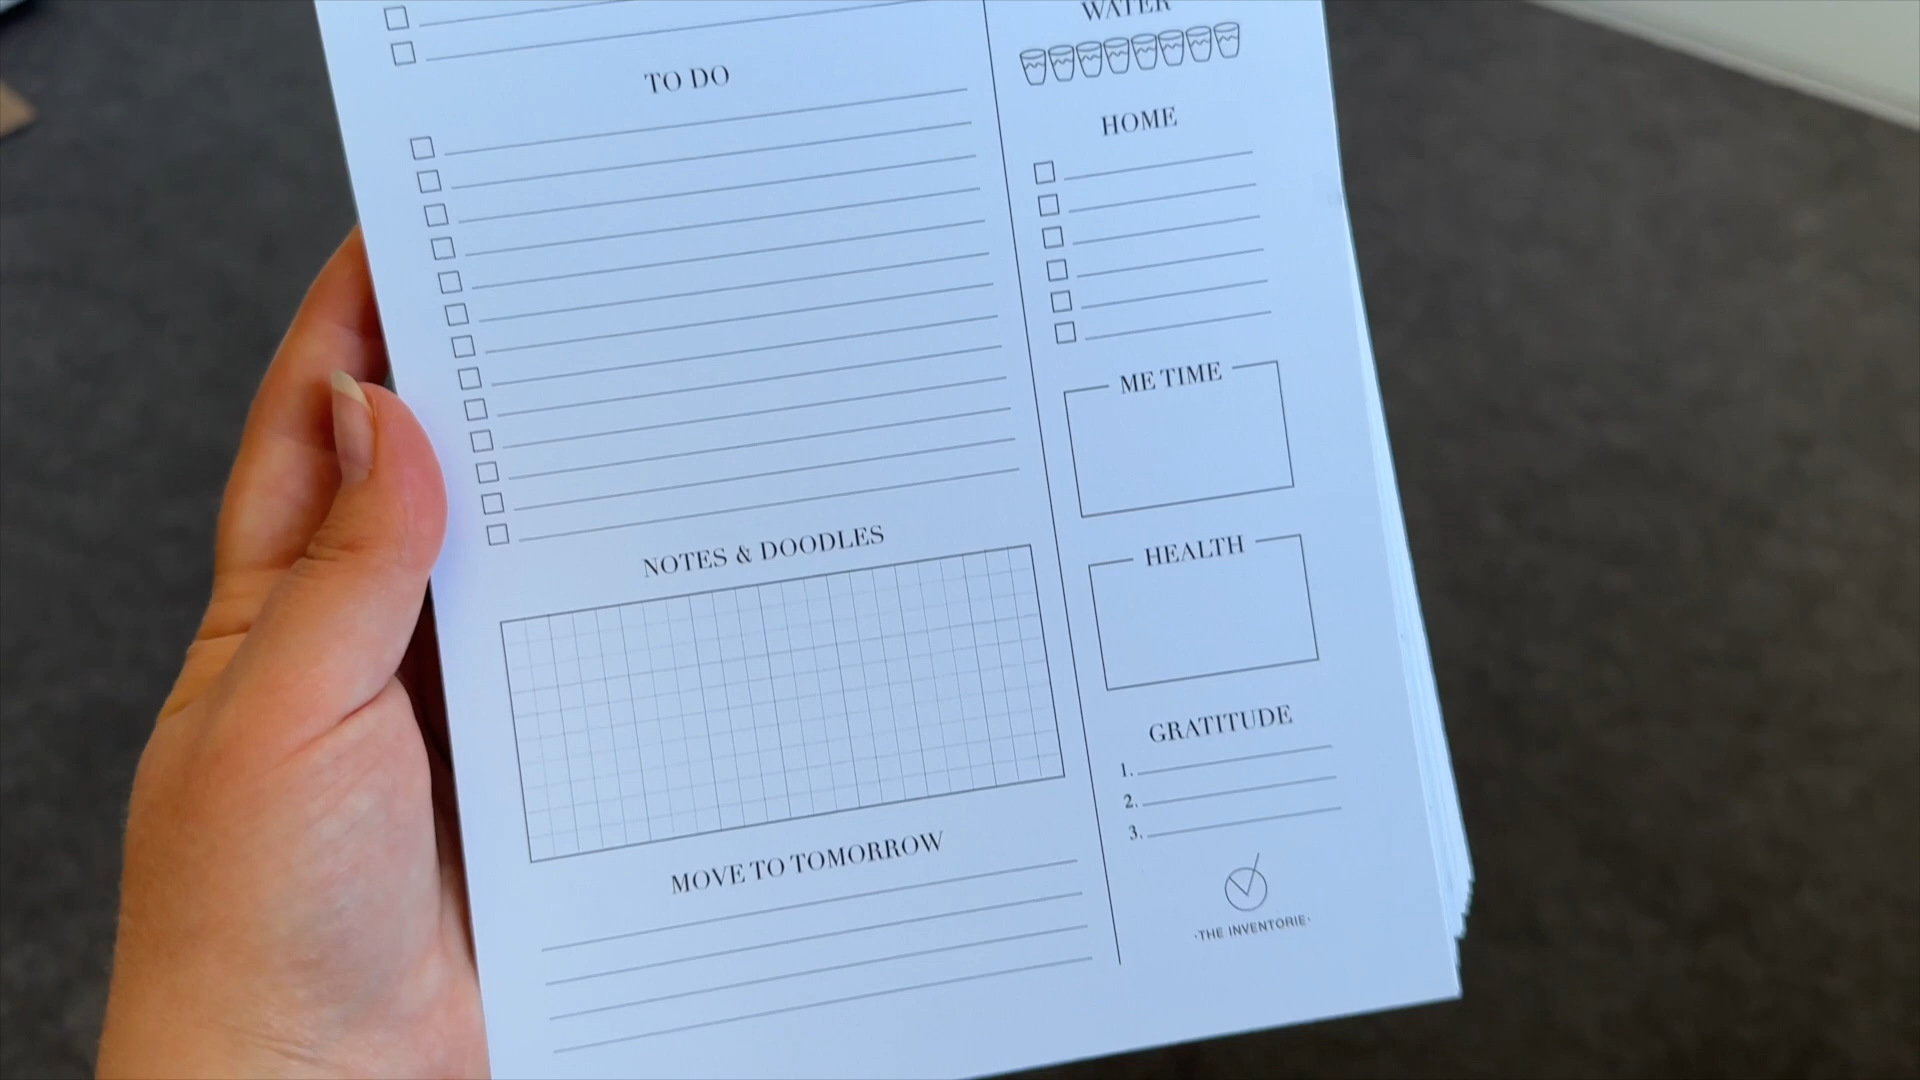 TO DO
NOTES & DOODLES
MOVE TO TOMORROW
WATER
HOME
ME TIME
HEALTH
GRATITUDE
1.
2.
3.
·THE INVENTORIE·